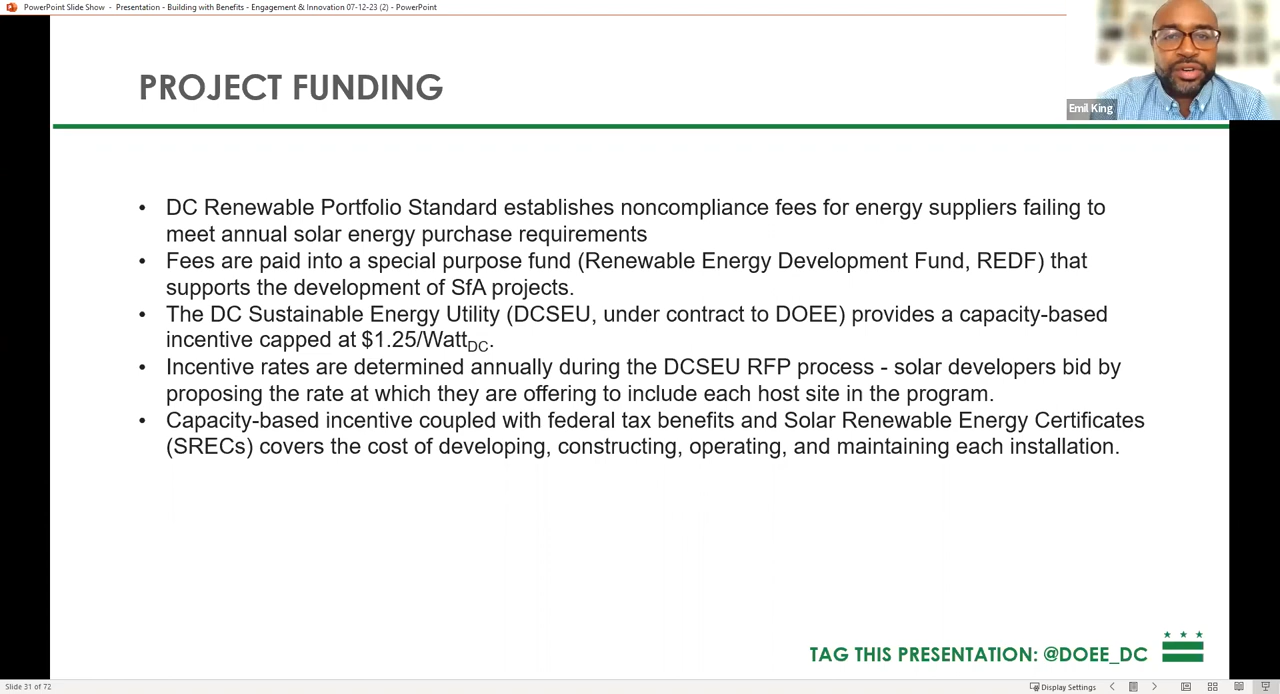 PowerPoint Slide Show - Presentation - Building with Benefits - Engagement & Innovation 07-12-23 (2) - PowerPoint
PROJECT FUNDING
Emil King
• DC Renewable Portfolio Standard establishes noncompliance fees for energy suppliers failing to
meet annual solar energy purchase requirements
• Fees are paid into a special purpose fund (Renewable Energy Development Fund, REDF) that
supports the development of SfA projects.
• The DC Sustainable Energy Utility (DCSEU, under contract to DOEE) provides a capacity-based
incentive capped at $1.25/WattDC.
• Incentive rates are determined annually during the DCSEU RFP process - solar developers bid by
proposing the rate at which they are offering to include each host site in the program.
• Capacity-based incentive coupled with federal tax benefits and Solar Renewable Energy Certificates
(SRECs) covers the cost of developing, constructing, operating, and maintaining each installation.
TAG THIS PRESENTATION: @DOEE_DC
Slide 31 of 72
Display Settings